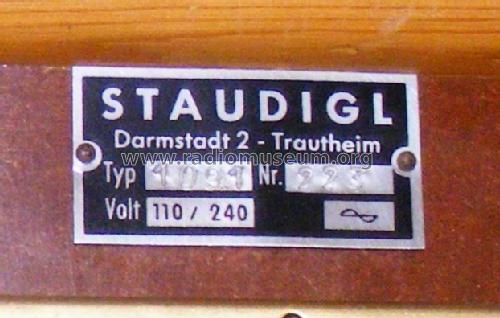 STAUDIGL
Darmstadt 2 - Trautheim
www.radiomuseum.org
Typ Nr. 223
Volt 110 / 240